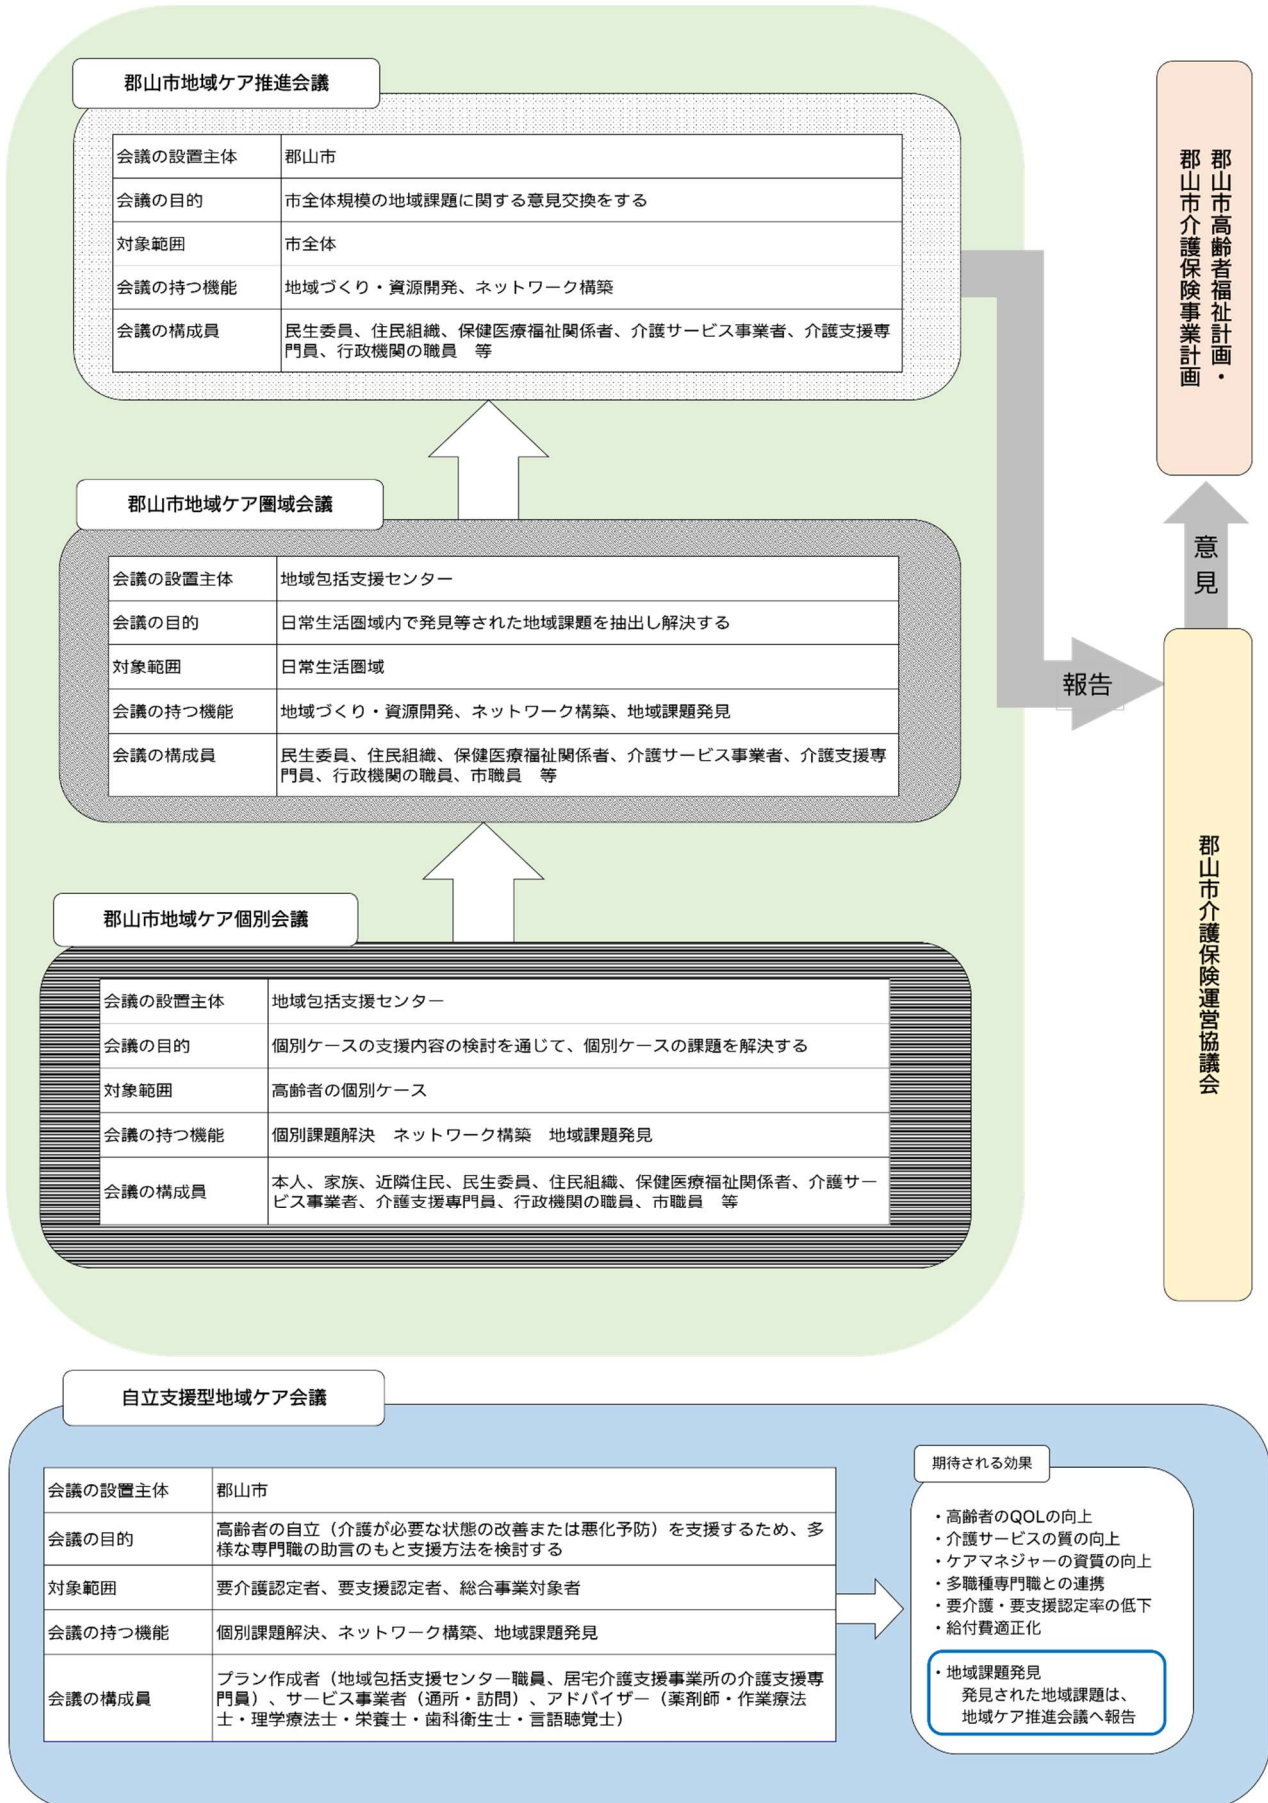 郡山市地域ケア推進会議
会議の設置主体 郡山市
会議の目的 市全体規模の地域課題に関する意見交換をする
対象範囲 市全体
会議の持つ機能 地域づくり・資源開発、ネットワーク構築
会議の構成員 民生委員、住民組織、保健医療福祉関係者、介護サービス事業者、介護支援専
門員、行政機関の職員　等
郡山市地域ケア圏域会議
会議の設置主体 地域包括支援センター
会議の目的 日常生活圏域内で発見等された地域課題を抽出し解決する
対象範囲 日常生活圏域
会議の持つ機能 地域づくり・資源開発、ネットワーク構築、地域課題発見
会議の構成員 民生委員、住民組織、保健医療福祉関係者、介護サービス事業者、介護支援専
門員、行政機関の職員、市職員　等
郡山市地域ケア個別会議
会議の設置主体 地域包括支援センター
会議の目的 個別ケースの支援内容の検討を通じて、個別ケースの課題を解決する
対象範囲 高齢者の個別ケース
会議の持つ機能 個別課題解決　ネットワーク構築　地域課題発見
会議の構成員 本人、家族、近隣住民、民生委員、住民組織、保健医療福祉関係者、介護サー
ビス事業者、介護支援専門員、行政機関の職員、市職員　等
報告
郡山市高齢者福祉計画・
郡山市介護保険事業計画
意見
郡山市介護保険運営協議会
自立支援型地域ケア会議
会議の設置主体 郡山市
会議の目的 高齢者の自立（介護が必要な状態の改善または悪化予防）を支援するため、多
様な専門職の助言のもと支援方法を検討する
対象範囲 要介護認定者、要支援認定者、総合事業対象者
会議の持つ機能 個別課題解決、ネットワーク構築、地域課題発見
会議の構成員 プラン作成者（地域包括支援センター職員、居宅介護支援事業所の介護支援専
門員）、サービス事業者（通所・訪問）、アドバイザー（薬剤師・作業療法
士・理学療法士・栄養士・歯科衛生士・言語聴覚士）
期待される効果
・高齢者のQOLの向上
・介護サービスの質の向上
・ケアマネジャーの資質の向上
・多職種専門職との連携
・要介護・要支援認定率の低下
・給付費適正化
・地域課題発見
発見された地域課題は、
地域ケア推進会議へ報告